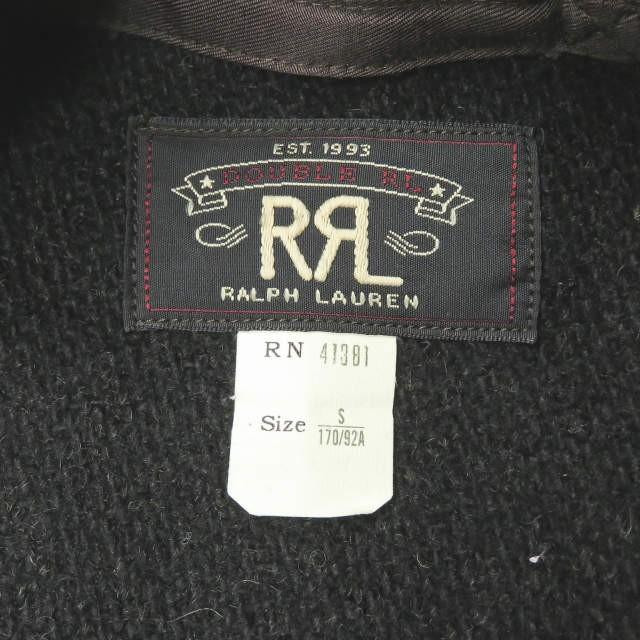 EST. 1993
DOUBLE RL
RRL
RALPH LAUREN
RN 41381
Size S
170/92A